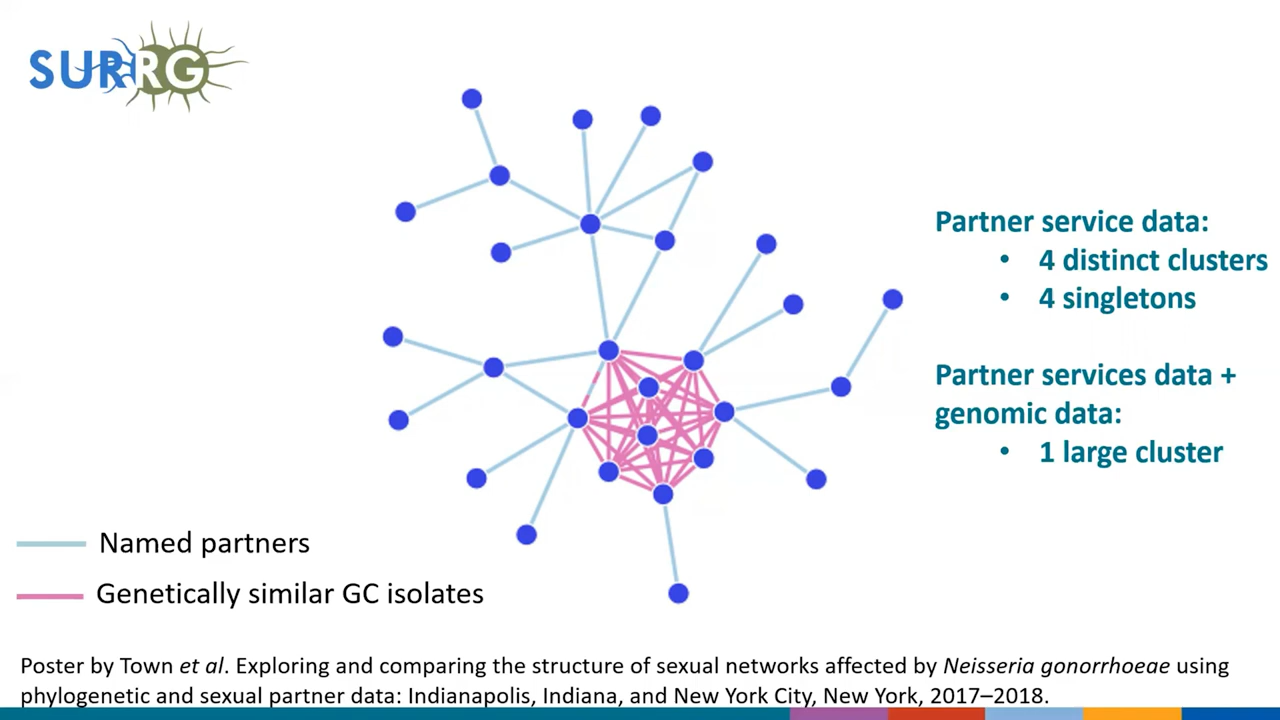 SURRG
Partner service data:
• 4 distinct clusters
• 4 singletons
Partner services data +
genomic data:
• 1 large cluster
Named partners
Genetically similar GC isolates
Poster by Town et al. Exploring and comparing the structure of sexual networks affected by Neisseria gonorrhoeae using
phylogenetic and sexual partner data: Indianapolis, Indiana, and New York City, New York, 2017–2018.